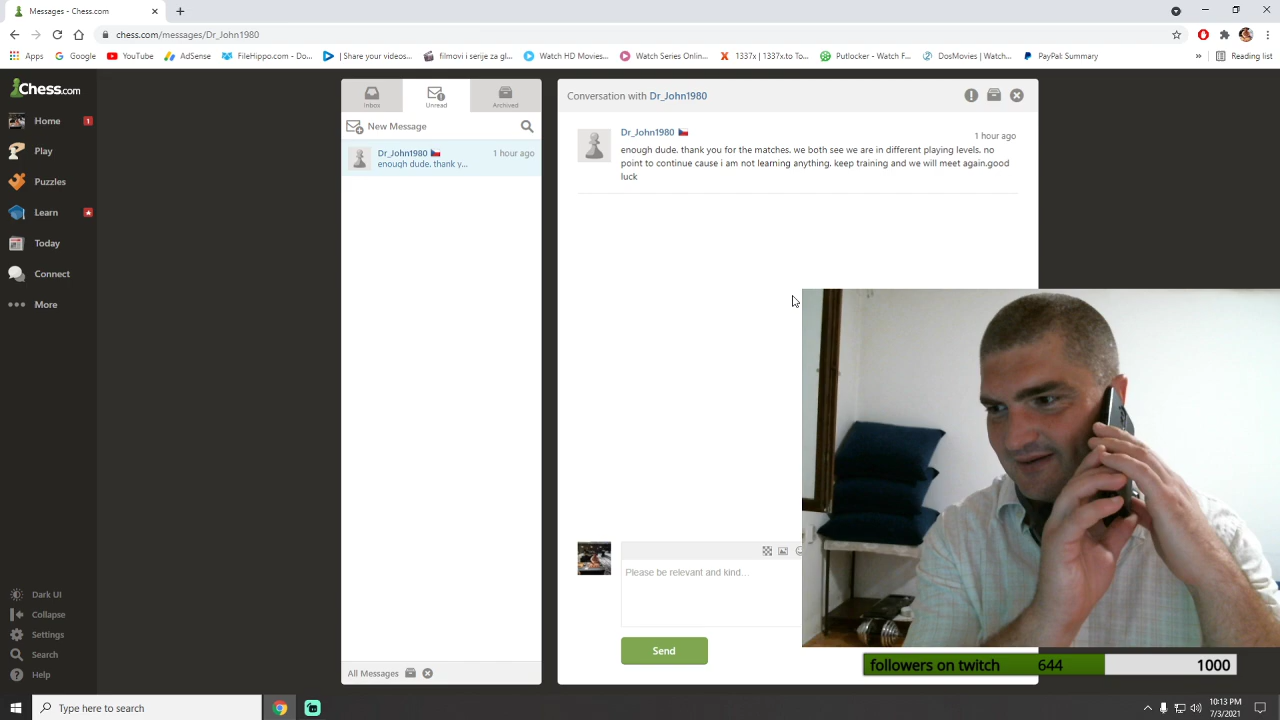 Messages - Chess.com
chess.com/messages/Dr_John1980
Apps
Google
YouTube
AdSense
FileHippo.com - Do...
| Share your videos...
filmovi i serije za gl...
Watch HD Movies...
Watch Series Online...
1337x | 1337x.to To...
Putlocker - Watch F...
DosMovies | Watc...
PayPal: Summary
»
Reading list
Chess.com
Home 1
Play
Puzzles
Learn
Today
Connect
More
Dark UI
Collapse
Settings
Search
Help
Inbox
Unread
Archived
New Message
Dr_John1980 1 hour ago
enough dude. thank y...
All Messages
Conversation with Dr_John1980
Dr_John1980
1 hour ago
enough dude. thank you for the matches. we both see we are in different playing levels. no
point to continue cause i am not learning anything. keep training and we will meet again.good
luck
Please be relevant and kind...
Send
followers on twitch 644 1000
Type here to search
10:13 PM
7/3/2021